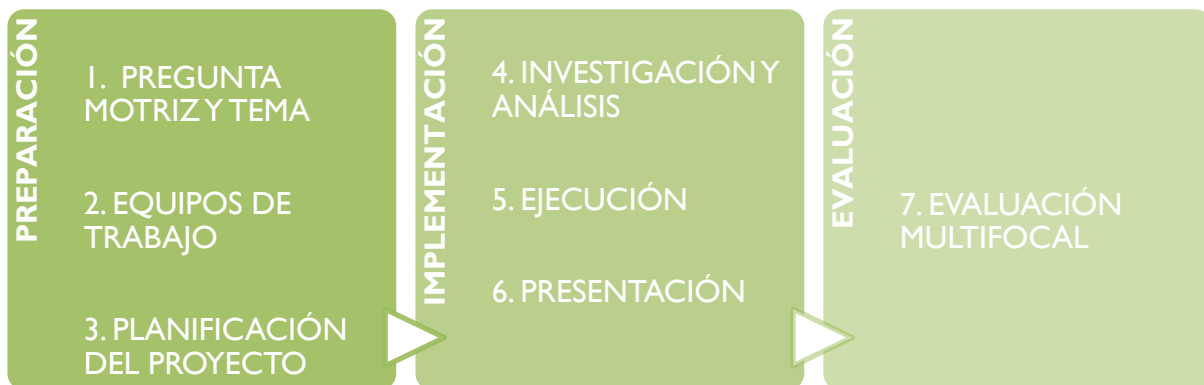 PREPARACIÓN
1. PREGUNTA
MOTRIZ Y TEMA
2. EQUIPOS DE
TRABAJO
3. PLANIFICACIÓN
DEL PROYECTO
IMPLEMENTACIÓN
4. INVESTIGACIÓN Y
ANÁLISIS
5. EJECUCIÓN
6. PRESENTACIÓN
EVALUACIÓN
7. EVALUACIÓN
MULTIFOCAL